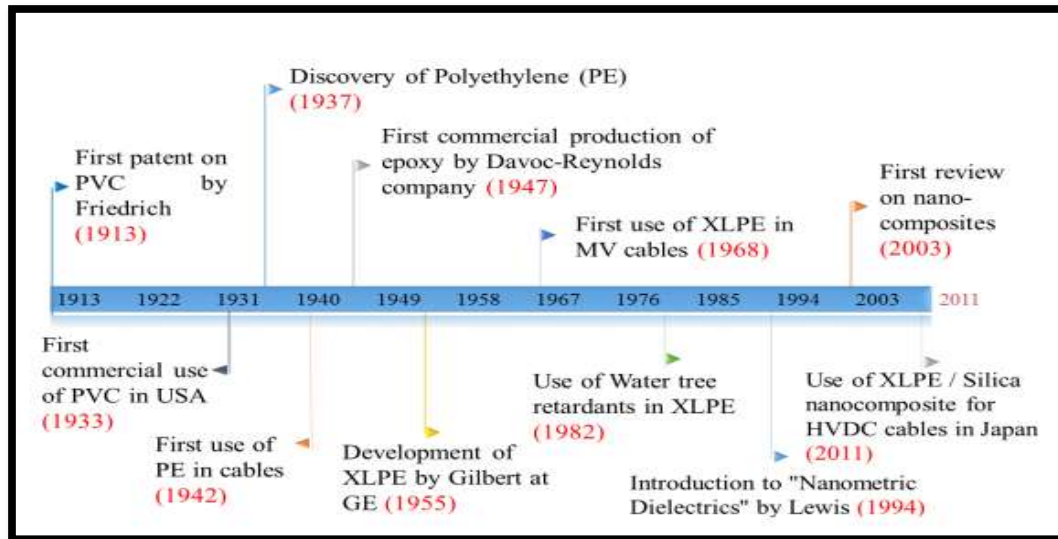 Discovery of Polyethylene (PE)
(1937)
First commercial production of
epoxy by Davoc-Reynolds
company (1947)
First patent on
PVC by
Friedrich
(1913)
First use of XLPE in
MV cables (1968)
First review
on nano-
composites
(2003)
1913 1922 1931 1940 1949 1958 1967 1976 1985 1994 2003 2011
First
commercial use
of PVC in USA
(1933)
First use of
PE in cables
(1942)
Development of
XLPE by Gilbert at
GE (1955)
Use of Water tree
retardants in XLPE
(1982)
Introduction to "Nanometric
Dielectrics" by Lewis (1994)
Use of XLPE / Silica
nanocomposite for
HVDC cables in Japan
(2011)